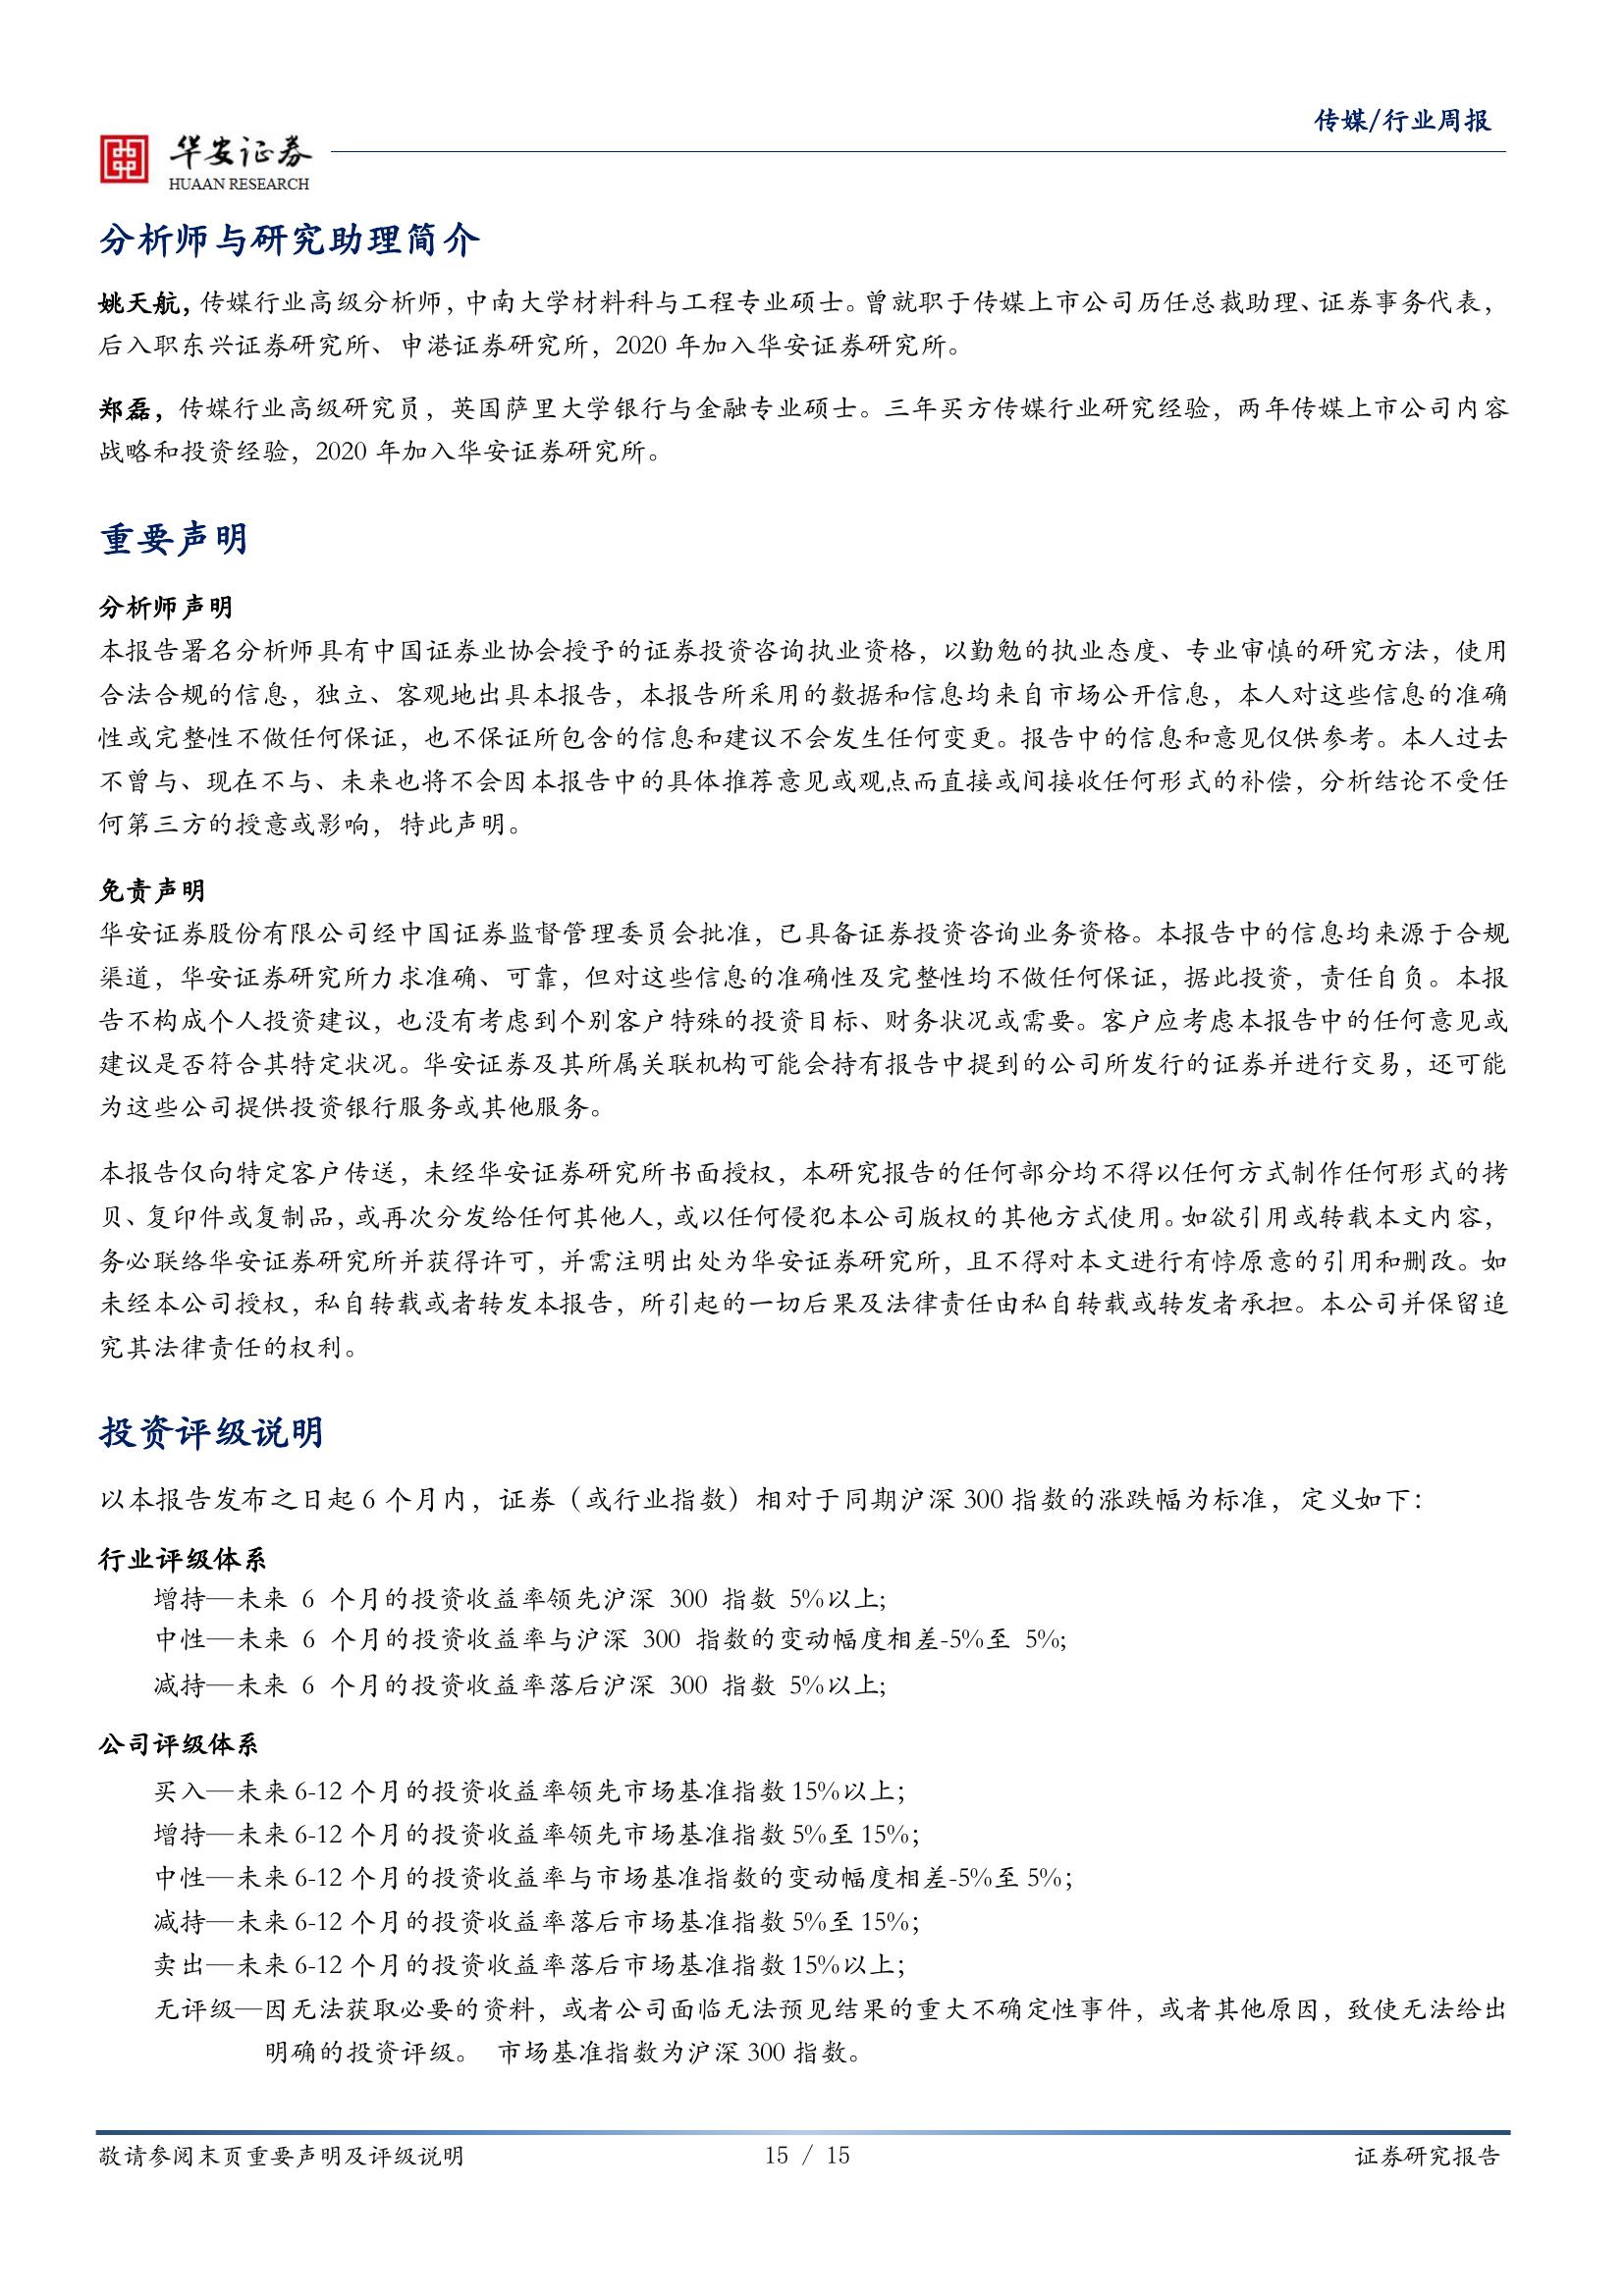 传媒/行业周报
华安证券
HUAAN RESEARCH
分析师与研究助理简介
姚天航，传媒行业高级分析师，中南大学材料科与工程专业硕士。曾就职于传媒上市公司历任总裁助理、证券事务代表，
后入职东兴证券研究所、申港证券研究所，2020 年加入华安证券研究所。
郑磊，传媒行业高级研究员，英国萨里大学银行与金融专业硕士。三年买方传媒行业研究经验，两年传媒上市公司内容
战略和投资经验，2020 年加入华安证券研究所。
重要声明
分析师声明
本报告署名分析师具有中国证券业协会授予的证券投资咨询执业资格，以勤勉的执业态度、专业审慎的研究方法，使用
合法合规的信息，独立、客观地出具本报告，本报告所采用的数据和信息均来自市场公开信息，本人对这些信息的准确
性或完整性不做任何保证，也不保证所包含的信息和建议不会发生任何变更。报告中的信息和意见仅供参考。本人过去
不曾与、现在不与、未来也将不会因本报告中的具体推荐意见或观点而直接或间接收任何形式的补偿，分析结论不受任
何第三方的授意或影响，特此声明。
免责声明
华安证券股份有限公司经中国证券监督管理委员会批准，已具备证券投资咨询业务资格。本报告中的信息均来源于合规
渠道，华安证券研究所力求准确、可靠，但对这些信息的准确性及完整性均不做任何保证，据此投资，责任自负。本报
告不构成个人投资建议，也没有考虑到个别客户特殊的投资目标、财务状况或需要。客户应考虑本报告中的任何意见或
建议是否符合其特定状况。华安证券及其所属关联机构可能会持有报告中提到的公司所发行的证券并进行交易，还可能
为这些公司提供投资银行服务或其他服务。
本报告仅向特定客户传送，未经华安证券研究所书面授权，本研究报告的任何部分均不得以任何方式制作任何形式的拷
贝、复印件或复制品，或再次分发给任何其他人，或以任何侵犯本公司版权的其他方式使用。如欲引用或转载本文内容，
务必联络华安证券研究所并获得许可，并需注明出处为华安证券研究所，且不得对本文进行有悖原意的引用和删改。如
未经本公司授权，私自转载或者转发本报告，所引起的一切后果及法律责任由私自转载或转发者承担。本公司并保留追
究其法律责任的权利。
投资评级说明
以本报告发布之日起 6 个月内，证券（或行业指数）相对于同期沪深 300 指数的涨跌幅为标准，定义如下：
行业评级体系
增持—未来 6 个月的投资收益率领先沪深 300 指数 5%以上;
中性—未来 6 个月的投资收益率与沪深 300 指数的变动幅度相差-5%至 5%;
减持—未来 6 个月的投资收益率落后沪深 300 指数 5%以上;
公司评级体系
买入—未来 6-12 个月的投资收益率领先市场基准指数 15%以上；
增持—未来 6-12 个月的投资收益率领先市场基准指数 5%至 15%；
中性—未来 6-12 个月的投资收益率与市场基准指数的变动幅度相差-5%至 5%；
减持—未来 6-12 个月的投资收益率落后市场基准指数 5%至 15%；
卖出—未来 6-12 个月的投资收益率落后市场基准指数 15%以上；
无评级—因无法获取必要的资料，或者公司面临无法预见结果的重大不确定性事件，或者其他原因，致使无法给出
明确的投资评级。 市场基准指数为沪深 300 指数。
敬请参阅末页重要声明及评级说明 15 / 15 证券研究报告